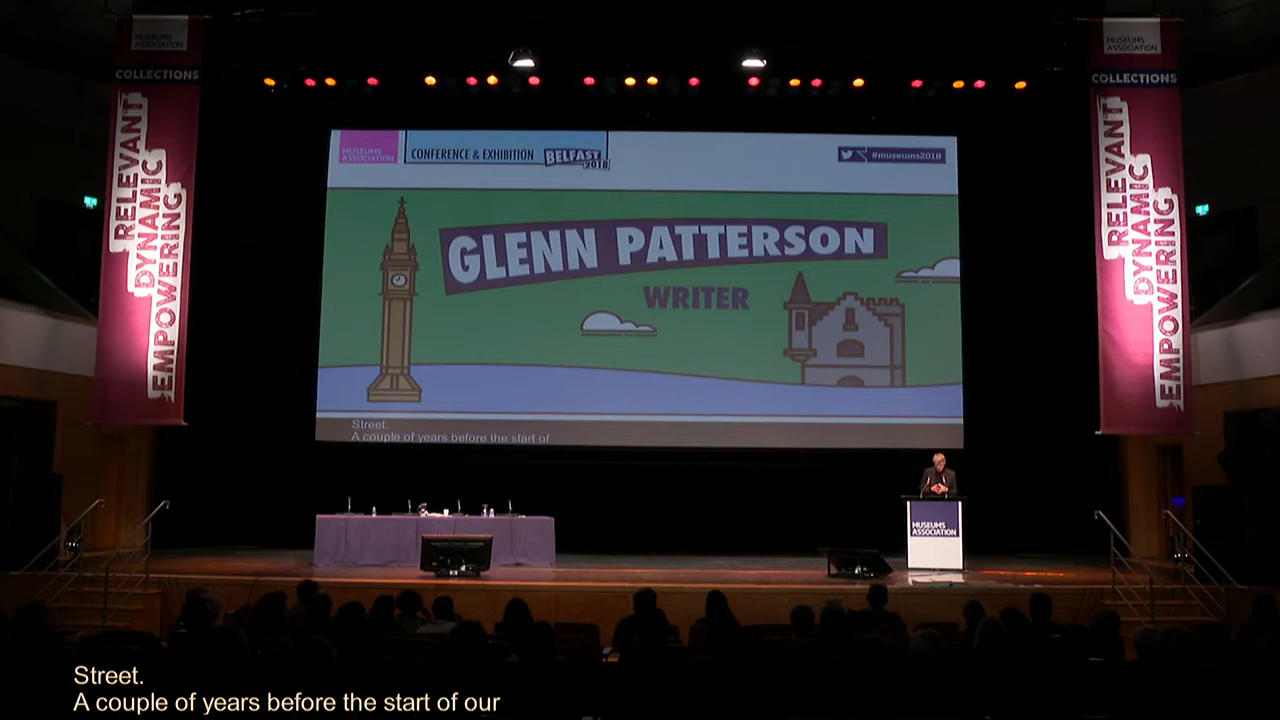 MUSEUMS
ASSOCIATION
COLLECTIONS
RELEVANT
DYNAMIC
EMPOWERING
MUSEUMS
ASSOCIATION
CONFERENCE & EXHIBITION
BELFAST
2018
#museums2018
GLENN PATTERSON
WRITER
Street.
A couple of years before the start of
MUSEUMS
ASSOCIATION
COLLECTIONS
RELEVANT
DYNAMIC
EMPOWERING
MUSEUMS
ASSOCIATION
Street.
A couple of years before the start of our